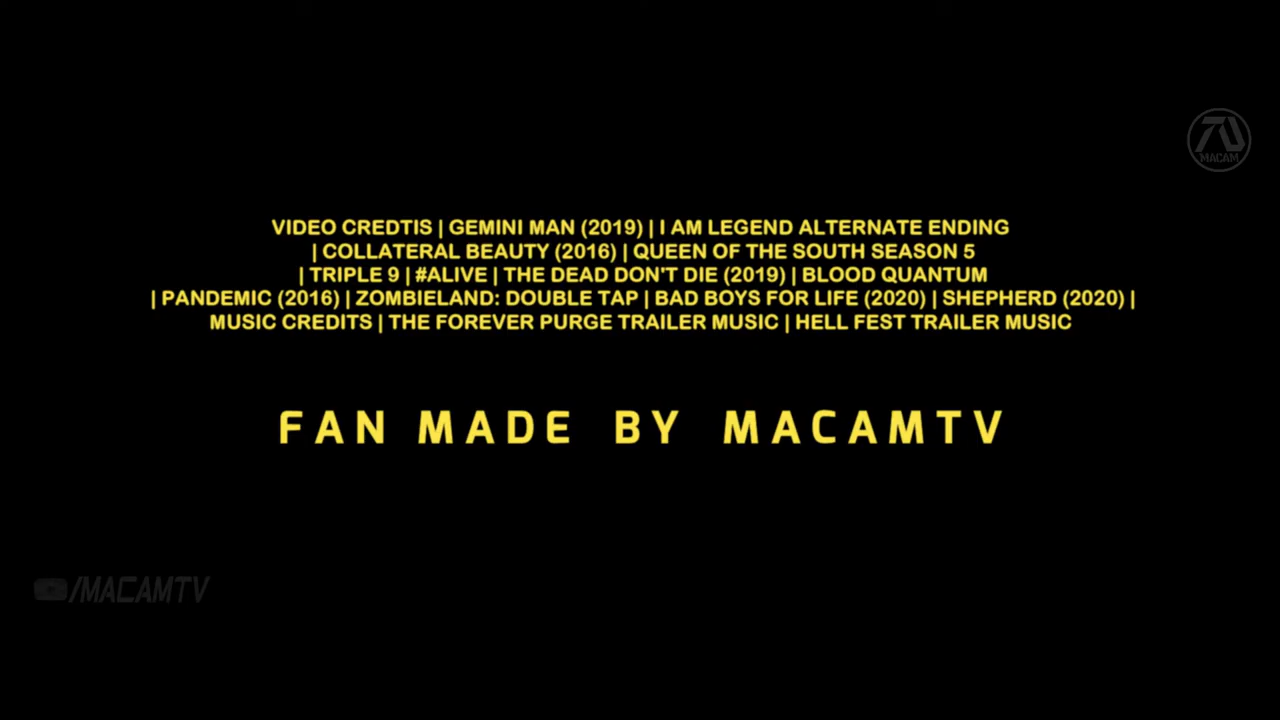 MACAM
VIDEO CREDTIS | GEMINI MAN (2019) | I AM LEGEND ALTERNATE ENDING
| COLLATERAL BEAUTY (2016) | QUEEN OF THE SOUTH SEASON 5
| TRIPLE 9 | #ALIVE | THE DEAD DON'T DIE (2019) | BLOOD QUANTUM
| PANDEMIC (2016) | ZOMBIELAND: DOUBLE TAP | BAD BOYS FOR LIFE (2020) | SHEPHERD (2020) |
MUSIC CREDITS | THE FOREVER PURGE TRAILER MUSIC | HELL FEST TRAILER MUSIC
FAN MADE BY MACAMTV
/MACAMTV